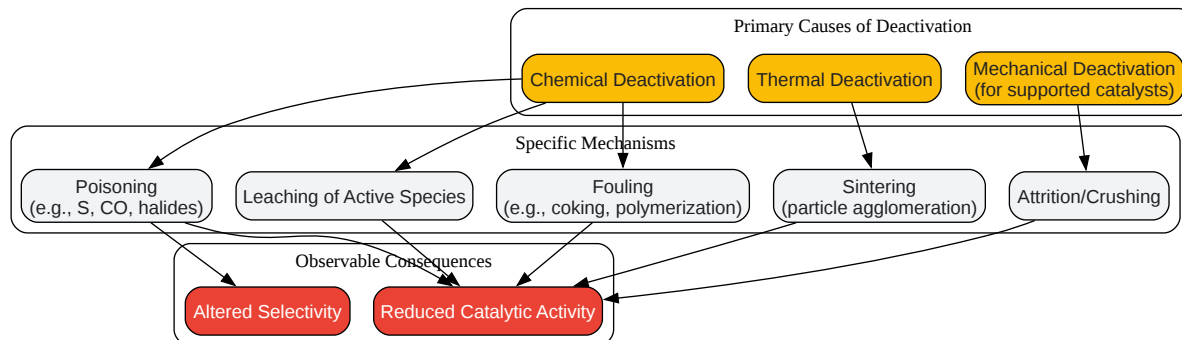 Primary Causes of Deactivation
Chemical Deactivation
Thermal Deactivation
Mechanical Deactivation
(for supported catalysts)
Specific Mechanisms
Poisoning
(e.g., S, CO, halides)
Leaching of Active Species
Fouling
(e.g., coking, polymerization)
Sintering
(particle agglomeration)
Attrition/Crushing
Observable Consequences
Altered Selectivity
Reduced Catalytic Activity